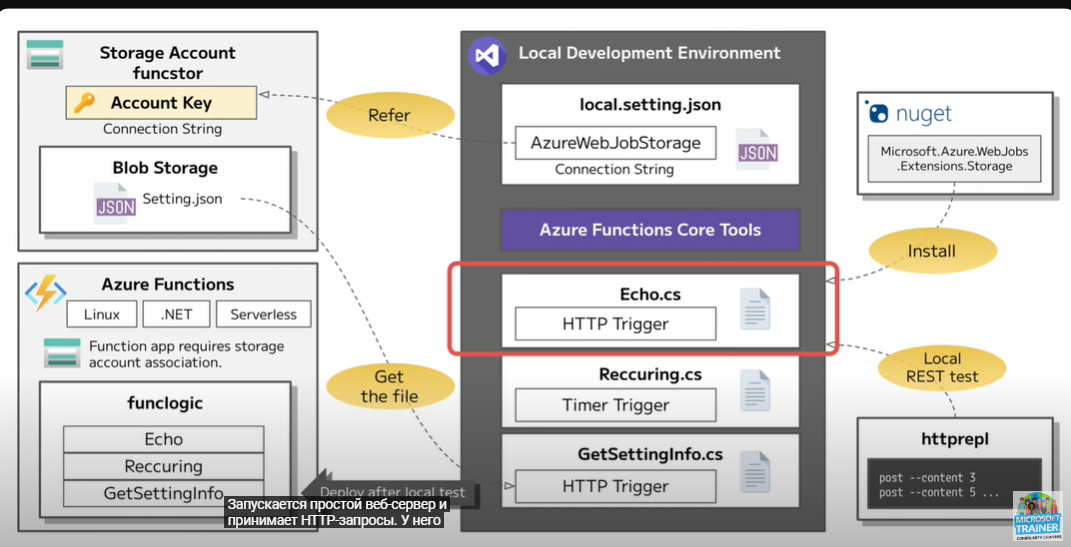 Storage Account
funcstor
Account Key
Connection String
Blob Storage
JSON
Setting.json
Azure Functions
Linux
.NET
Serverless
Function app requires storage
account association.
funclogic
Echo
Reccuring
GetSettingInfo
Refer
Get
the file
Deploy after local test
Запускается простой веб-сервер и
принимает HTTP-запросы. У него
Local Development Environment
local.setting.json
AzureWebJobStorage
Connection String
JSON
Azure Functions Core Tools
Echo.cs
HTTP Trigger
Reccuring.cs
Timer Trigger
GetSettingInfo.cs
HTTP Trigger
nuget
Microsoft.Azure.WebJobs
.Extensions.Storage
Install
Local
REST test
httprepl
post --content 3
post --content 5 ...
MICROSOFT
TRAINER
COMMUNITY CHANNEL